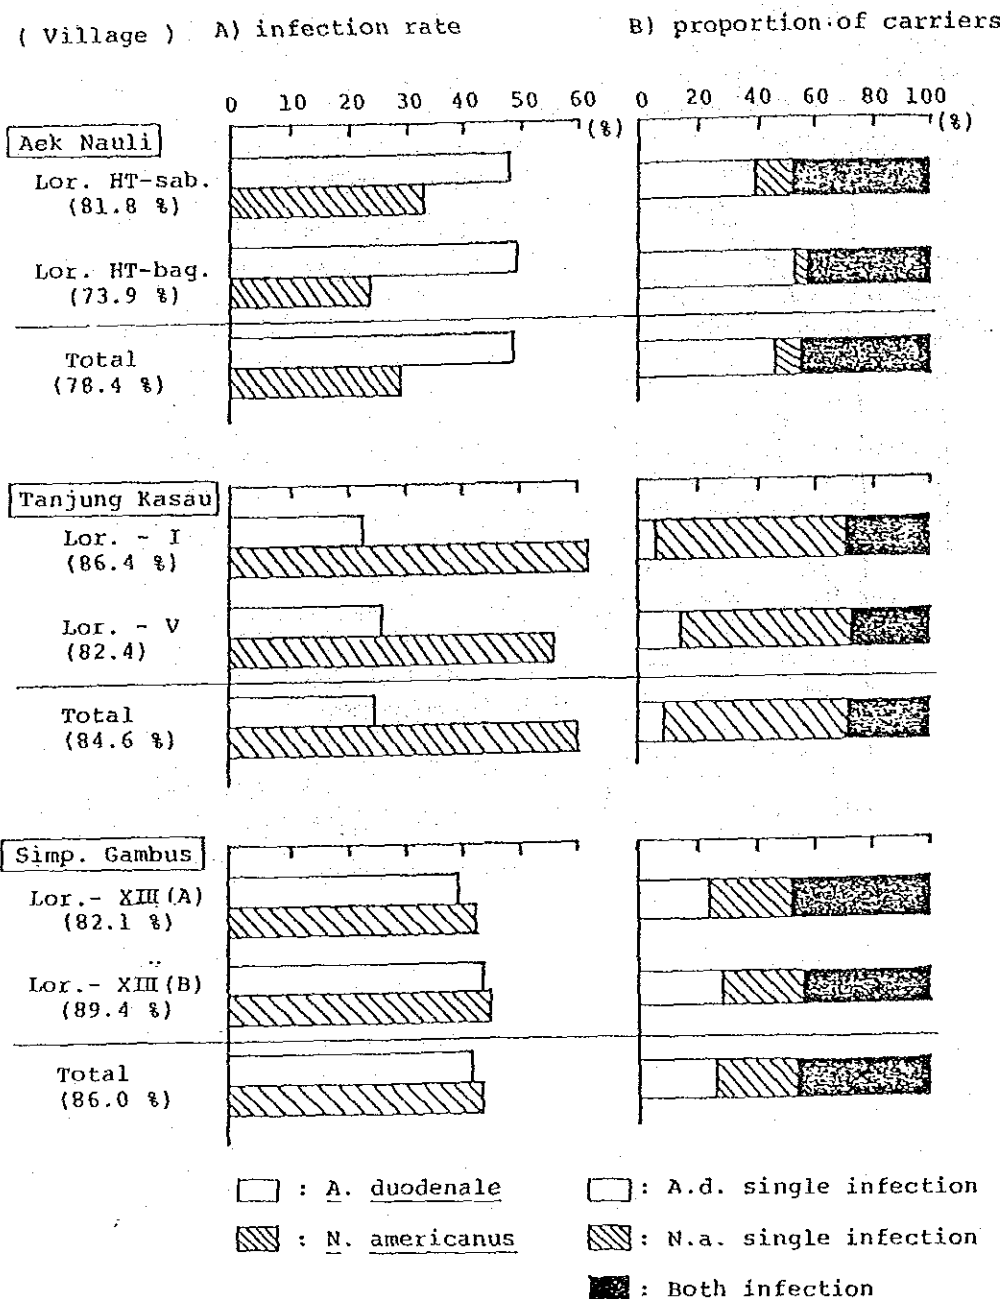 ( Village ) A) infection rate B) proportion of carriers
0 10 20 30 40 50 60 (%) 0 20 40 60 80 100 (%)
Aek Nauli
Lor. HT-sab.
(81.8 %)
Lor. HT-bag.
(73.9 %)
Total
(78.4 %)
Tanjung Kasau
Lor. - I
(86.4 %)
Lor. - V
(82.4)
Total
(84.6 %)
Simp. Gambus
Lor.- XIII (A)
(82.1 %)
Lor.- XIII (B)
(89.4 %)
Total
(86.0 %)
: A. duodenale : A.d. single infection
: N. americanus : N.a. single infection
: Both infection